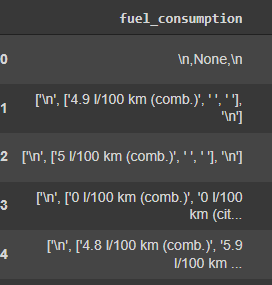 fuel_consumption
0 \n,None,\n
1 ['\n', ['4.9 l/100 km (comb.)', ' ', ' '],
'\n']
2 ['\n', ['5 l/100 km (comb.)', ' ', ' '], '\n']
3 ['\n', ['0 l/100 km (comb.)', '0 l/100
km (cit...
4 ['\n', ['4.8 l/100 km (comb.)', '5.9
l/100 km ...